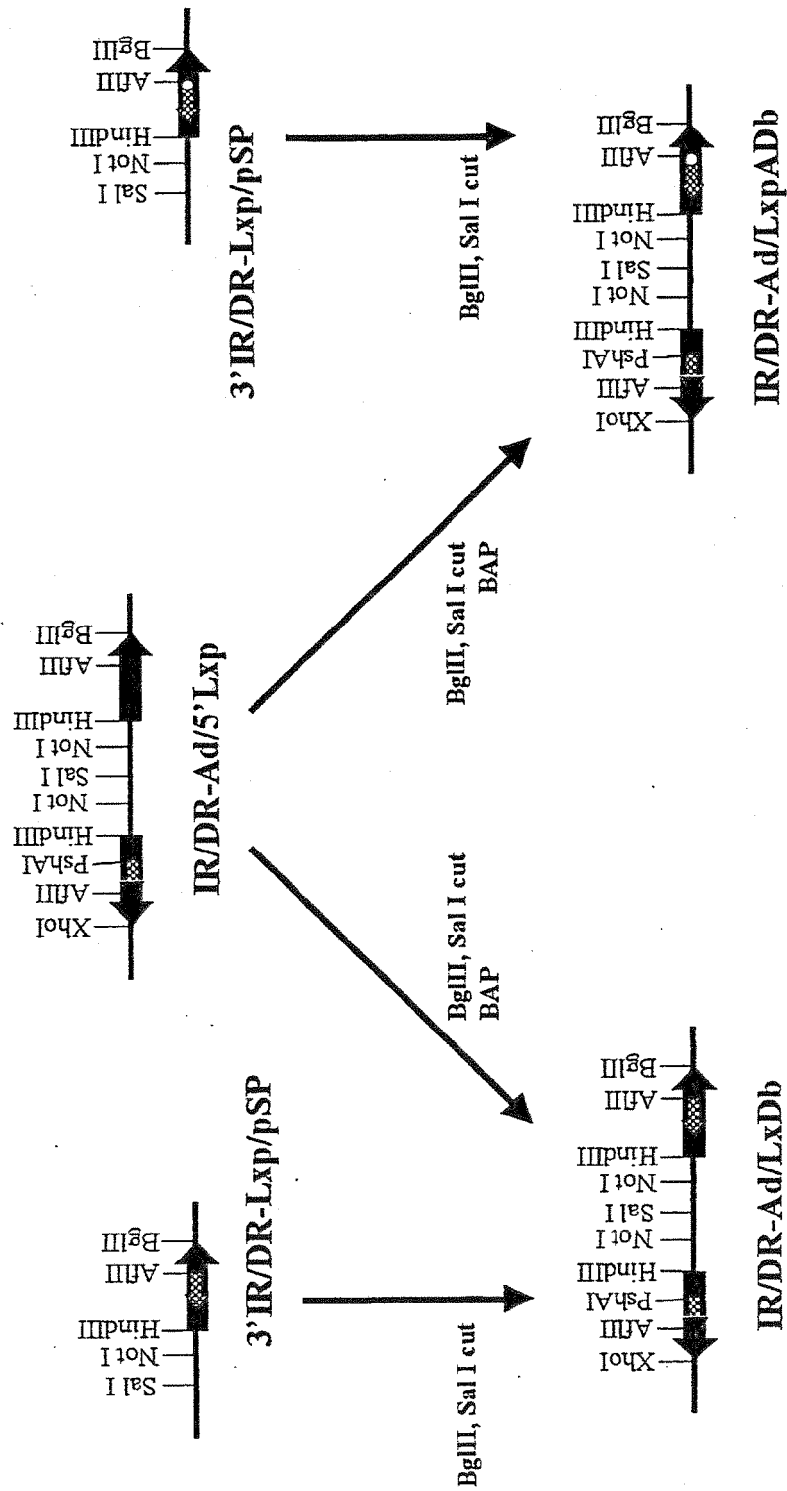 Sal I
Not I
HindIII
AflII
BglII
3'IR/DR-Lxp/pSP
XhoI
AflII
PshAI
HindIII
Not I
Sal I
Not I
HindIII
AflII
BglII
IR/DR-Ad/5'Lxp
Sal I
Not I
HindIII
AflII
BglII
3'IR/DR-Lxp/pSP
BglII, Sal I cut
BglII, Sal I cut
BAP
BglII, Sal I cut
BAP
BglII, Sal I cut
XhoI
AflII
PshAI
HindIII
Not I
Sal I
Not I
HindIII
AflII
BglII
IR/DR-Ad/LxDb
XhoI
AflII
PshAI
HindIII
Not I
Sal I
Not I
HindIII
AflII
BglII
IR/DR-Ad/LxpADb